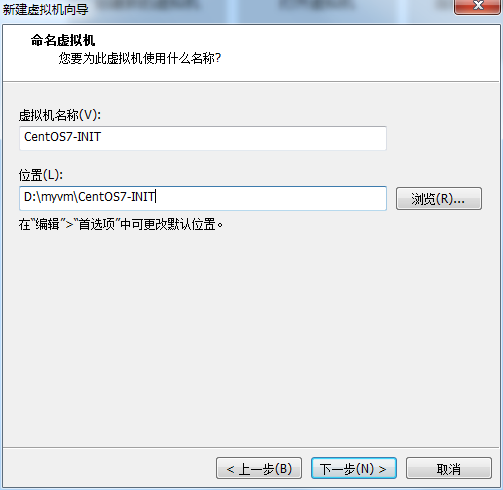 新建虚拟机向导
命名虚拟机
您要为此虚拟机使用什么名称?
虚拟机名称(V):
CentOS7-INIT
位置(L):
D:\myvm\CentOS7-INIT
浏览(R)...
在“编辑”>“首选项”中可更改默认位置。
< 上一步(B)
下一步(N) >
取消